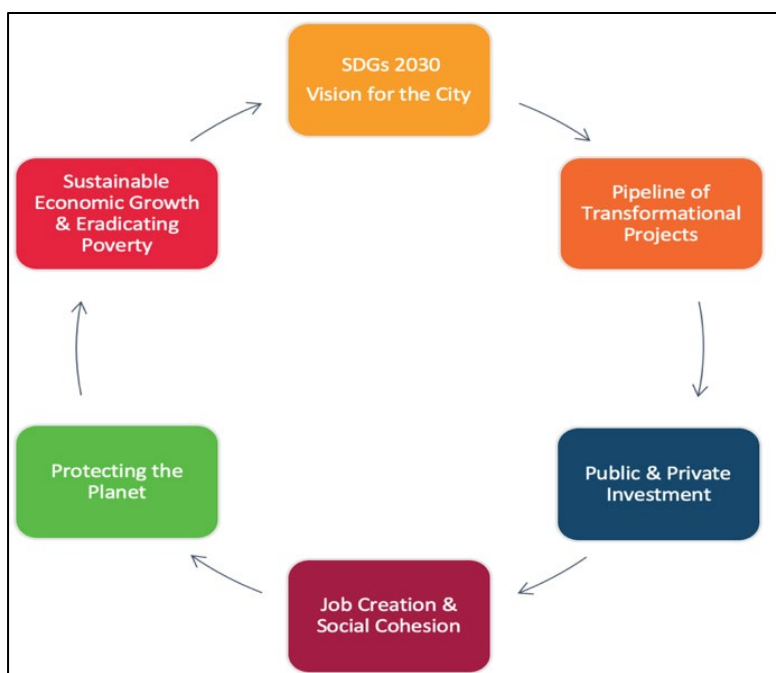 SDGs 2030
Vision for the City
Pipeline of
Transformational
Projects
Public & Private
Investment
Job Creation &
Social Cohesion
Protecting the
Planet
Sustainable
Economic Growth
& Eradicating
Poverty